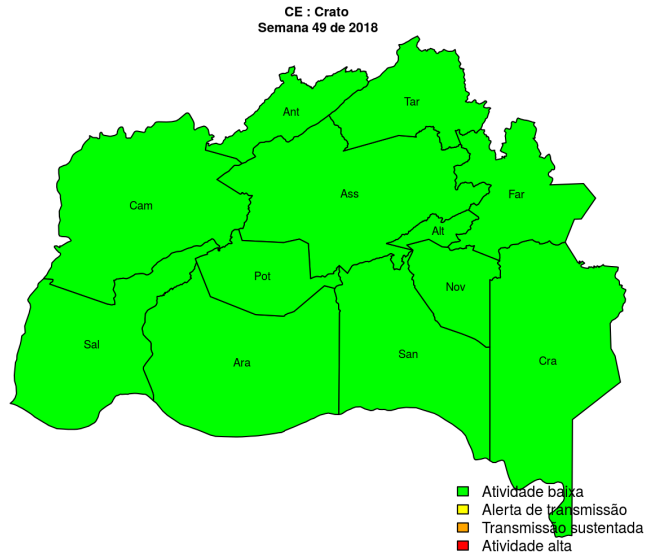 CE : Crato
Semana 49 de 2018
Tar
Ant
Ass
Far
Cam
Alt
Pot
Nov
Sal
San
Ara
Cra
Atividade baixa
Alerta de transmissão
Transmissão sustentada
Atividade alta